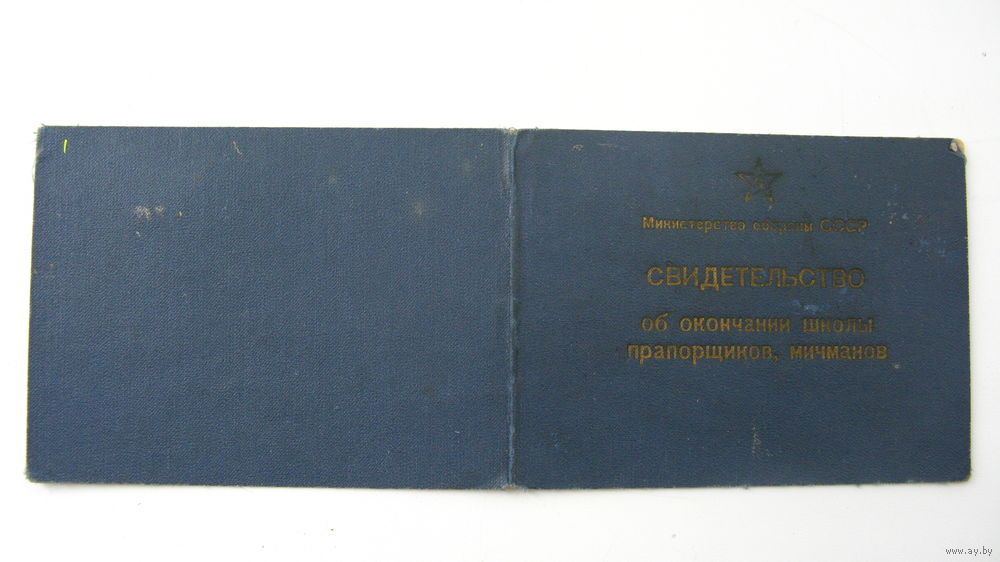 Министерство обороны СССР
СВИДЕТЕЛЬСТВО
об окончании школы
прапорщиков, мичманов
www.ay.by